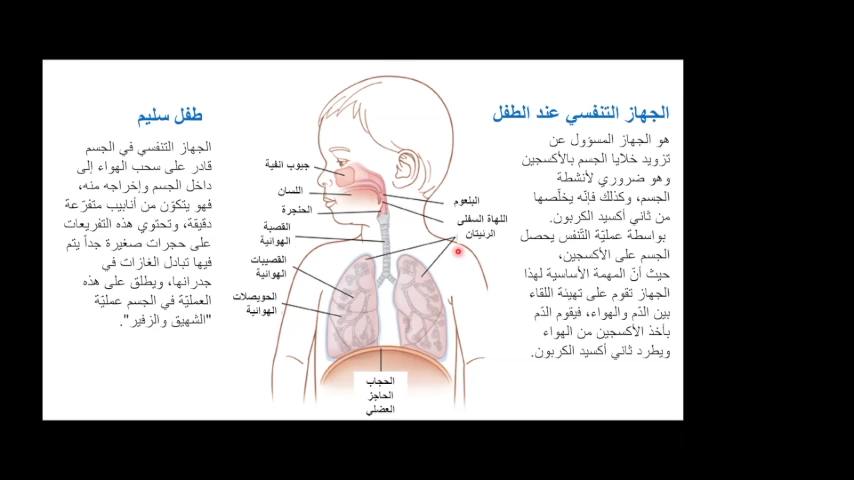 الجهاز التنفسي عند الطفل
هو الجهاز المسؤول عن
تزويد خلايا الجسم بالأكسجين
وهو ضروري لأنشطة
الجسم، وكذلك فإنّه يخلّصها
من ثاني أكسيد الكربون.
بواسطة عمليّة التّنفس يحصل
الجسم على الأكسجين،
حيث أنّ المهمة الأساسية لهذا
الجهاز تقوم على تهيئة اللقاء
بين الدّم والهواء، فيقوم الدّم
بأخذ الأكسجين من الهواء
ويطرد ثاني أكسيد الكربون.
البلعوم
اللهاة السفلى
الرئيتان
جيوب انفية
اللسان
الحنجرة
القصبة
الهوائية
القصيبات
الهوائية
الحويصلات
الهوائية
الحجاب
الحاجز
العضلي
طفل سليم
الجهاز التنفسي في الجسم
قادر على سحب الهواء إلى
داخل الجسم وإخراجه منه،
فهو يتكوّن من أنابيب متفرّعة
دقيقة، وتحتوي هذه التفريعات
على حجرات صغيرة جداً يتم
فيها تبادل الغازات في
جدرانها، ويطلق على هذه
العمليّة في الجسم عمليّة
"الشهيق والزفير".